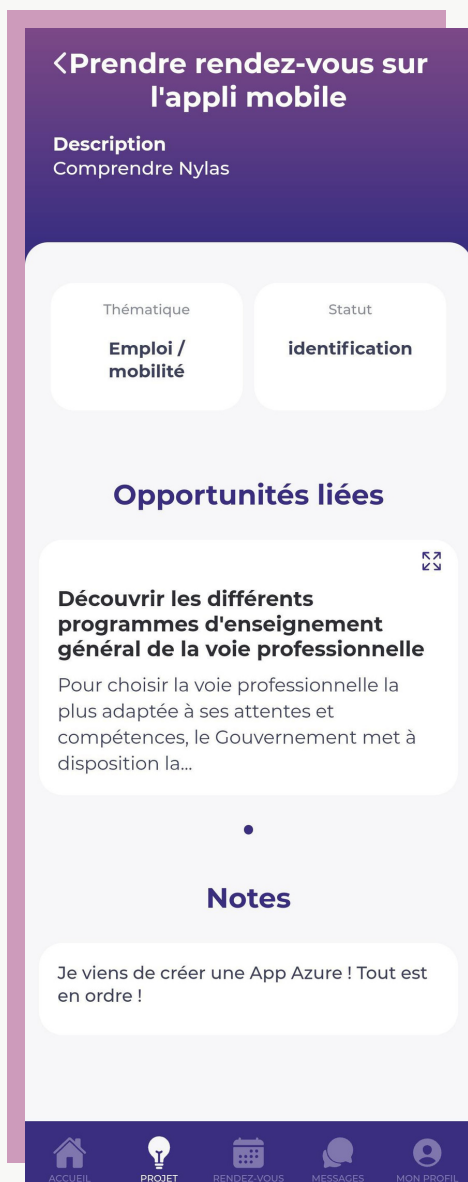 Prendre rendez-vous sur
l'appli mobile
Description
Comprendre Nylas
Thématique
Emploi /
mobilité
Statut
identification
Opportunités liées
Découvrir les différents
programmes d'enseignement
général de la voie professionnelle
Pour choisir la voie professionnelle la
plus adaptée à ses attentes et
compétences, le Gouvernement met à
disposition la...
Notes
Je viens de créer une App Azure ! Tout est
en ordre !
ACCUEIL
PROJET
RENDEZ-VOUS
MESSAGES
MON PROFIL